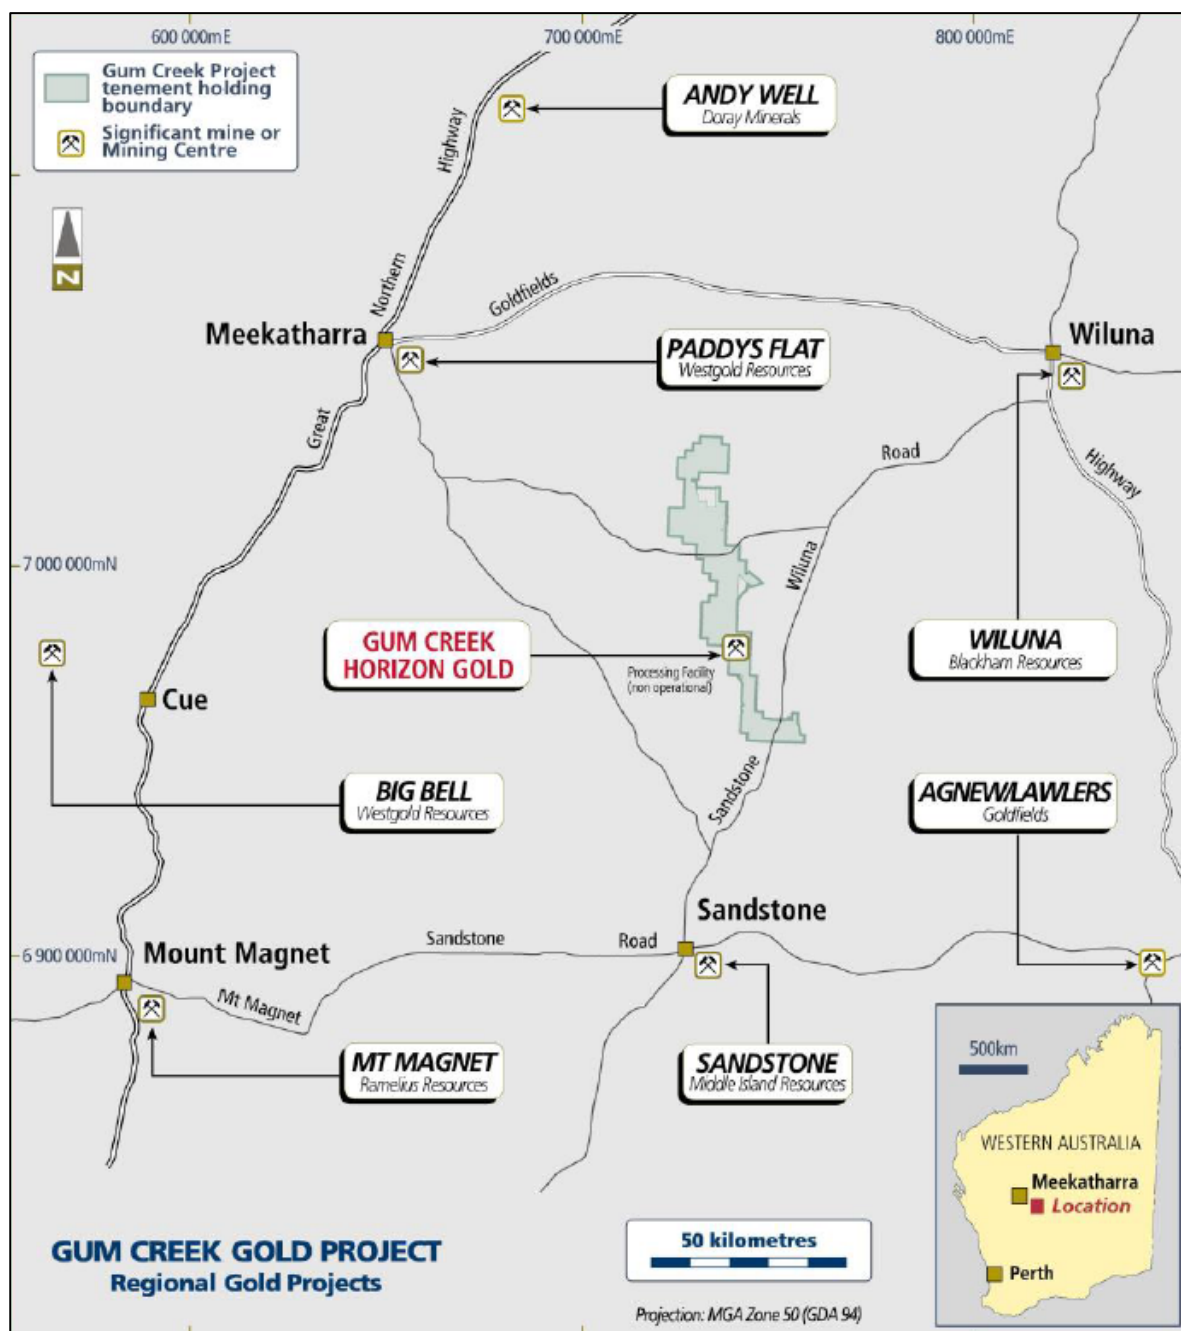 600 000mE
700 000mE
800 000mE
Gum Creek Project
tenement holding
boundary
Significant mine or
Mining Centre
ANDY WELL
Doray Minerals
Highway
N
Northern
Goldfields
Meekatharra
PADDYS FLAT
Westgold Resources
Wiluna
Great
Road
Highway
7 000 000mN
Wiluna
GUM CREEK
HORIZON GOLD
Processing Facility
(non operational)
WILUNA
Blackham Resources
Cue
BIG BELL
Westgold Resources
Sandstone
AGNEW/LAWLERS
Goldfields
Sandstone
6 900 000mN
Mount Magnet
Sandstone
Road
Mt Magnet
MT MAGNET
Ramelius Resources
SANDSTONE
Middle Island Resources
500km
WESTERN AUSTRALIA
Meekatharra
Location
Perth
GUM CREEK GOLD PROJECT
Regional Gold Projects
50 kilometres
Projection: MGA Zone 50 (GDA 94)